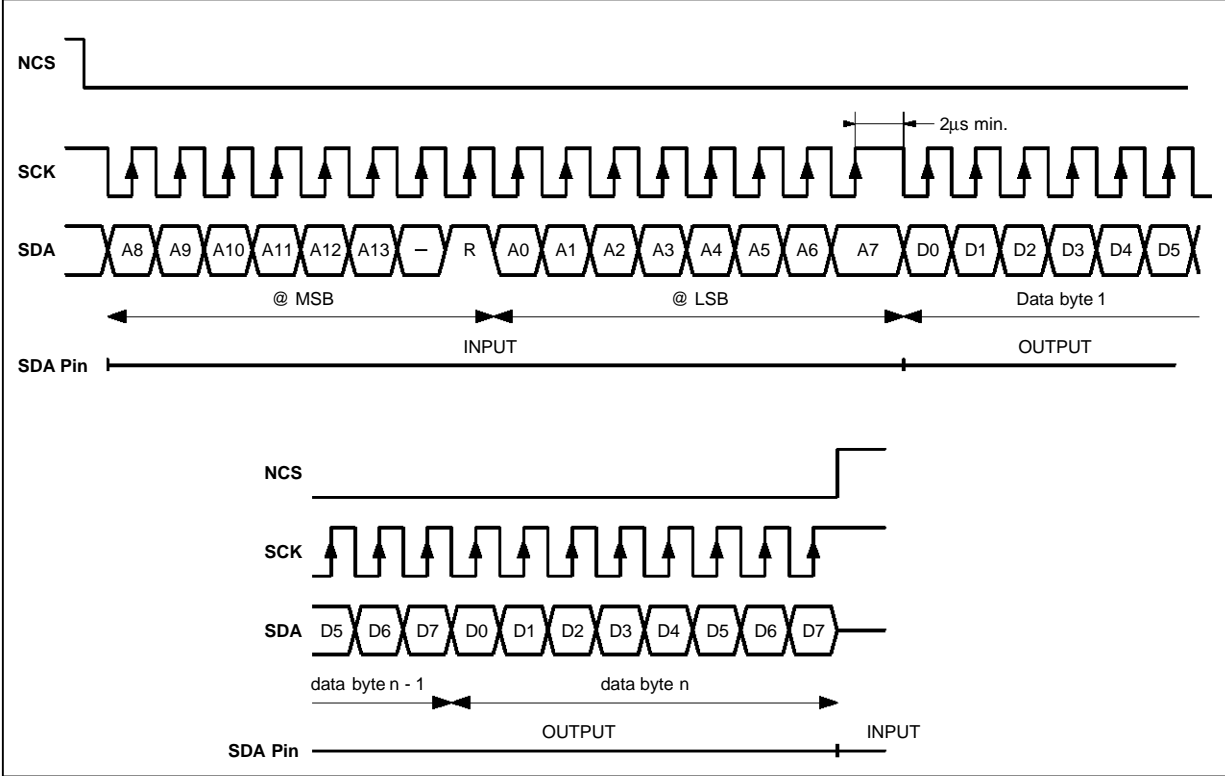 NCS
2µs min.
SCK
SDA A8 A9 A10 A11 A12 A13 – R A0 A1 A2 A3 A4 A5 A6 A7 D0 D1 D2 D3 D4 D5
@ MSB @ LSB Data byte 1
INPUT OUTPUT
SDA Pin
NCS
SCK
SDA D5 D6 D7 D0 D1 D2 D3 D4 D5 D6 D7
data byte n - 1 data byte n
OUTPUT INPUT
SDA Pin